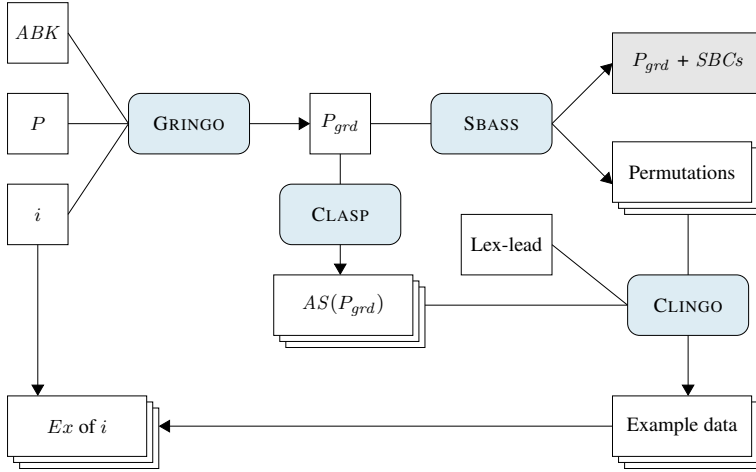 ABK
P_grd + SBCs
P
GRINGO
P_grd
SBASS
Permutations
i
CLASP
Lex-lead
AS(P_grd)
CLINGO
Ex of i
Example data